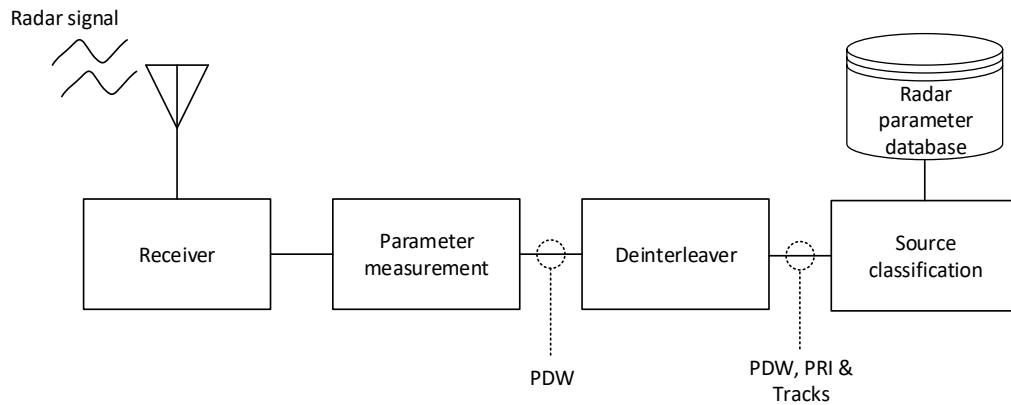 Radar signal
Radar
parameter
database
Receiver
Parameter
measurement
Deinterleaver
Source
classification
PDW
PDW, PRI &
Tracks